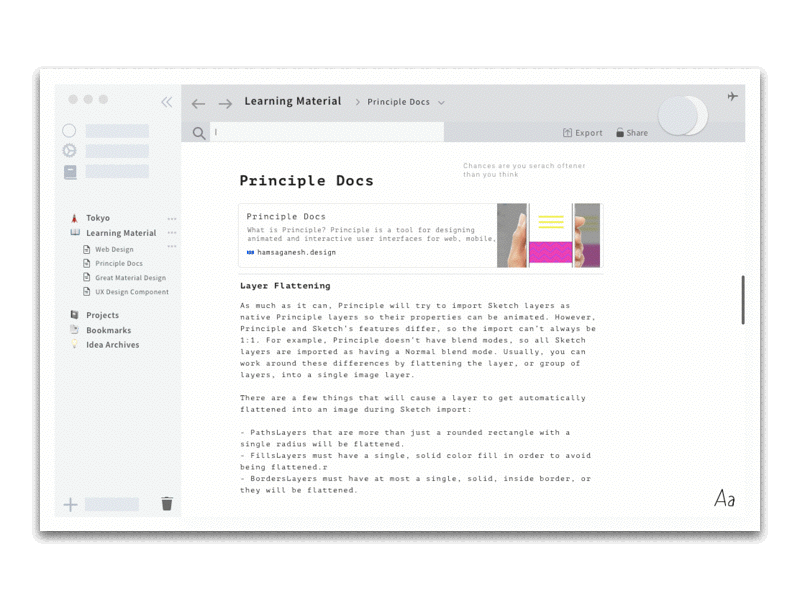 Learning Material > Principle Docs
Export
Share
Chances are you serach oftener
than you think
Tokyo
Learning Material
Web Design
Principle Docs
Great Material Design
UX Design Component
Projects
Bookmarks
Idea Archives
Principle Docs
Principle Docs
What is Principle? Principle is a tool for designing
animated and interactive user interfaces for web, mobile,
hamsaganesh.design
Layer Flattening
As much as it can, Principle will try to import Sketch layers as
native Principle layers so their properties can be animated. However,
Principle and Sketch's features differ, so the import can't always be
1:1. For example, Principle doesn't have blend modes, so all Sketch
layers are imported as having a Normal blend mode. Usually, you can
work around these differences by flattening the layer, or group of
layers, into a single image layer.
There are a few things that will cause a layer to get automatically
flattened into an image during Sketch import:
- PathsLayers that are more than just a rounded rectangle with a
single radius will be flattened.
- FillsLayers must have a single, solid color fill in order to avoid
being flattened.r
- BordersLayers must have at most a single, solid, inside border, or
they will be flattened.
Aa